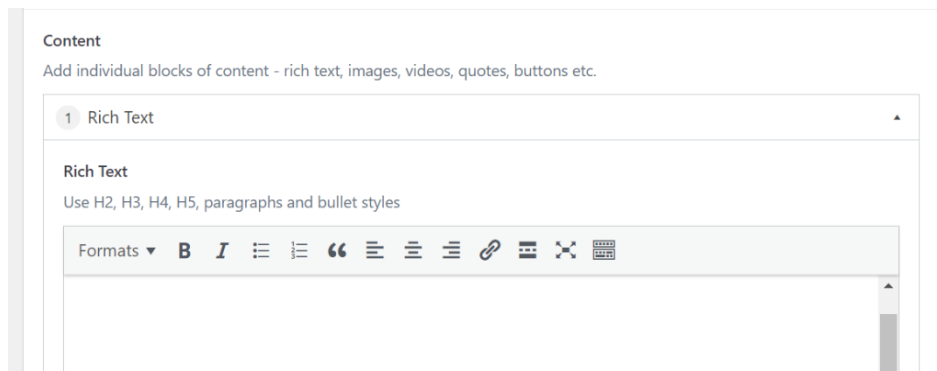 Content
Add individual blocks of content - rich text, images, videos, quotes, buttons etc.
1 Rich Text
Rich Text
Use H2, H3, H4, H5, paragraphs and bullet styles
Formats